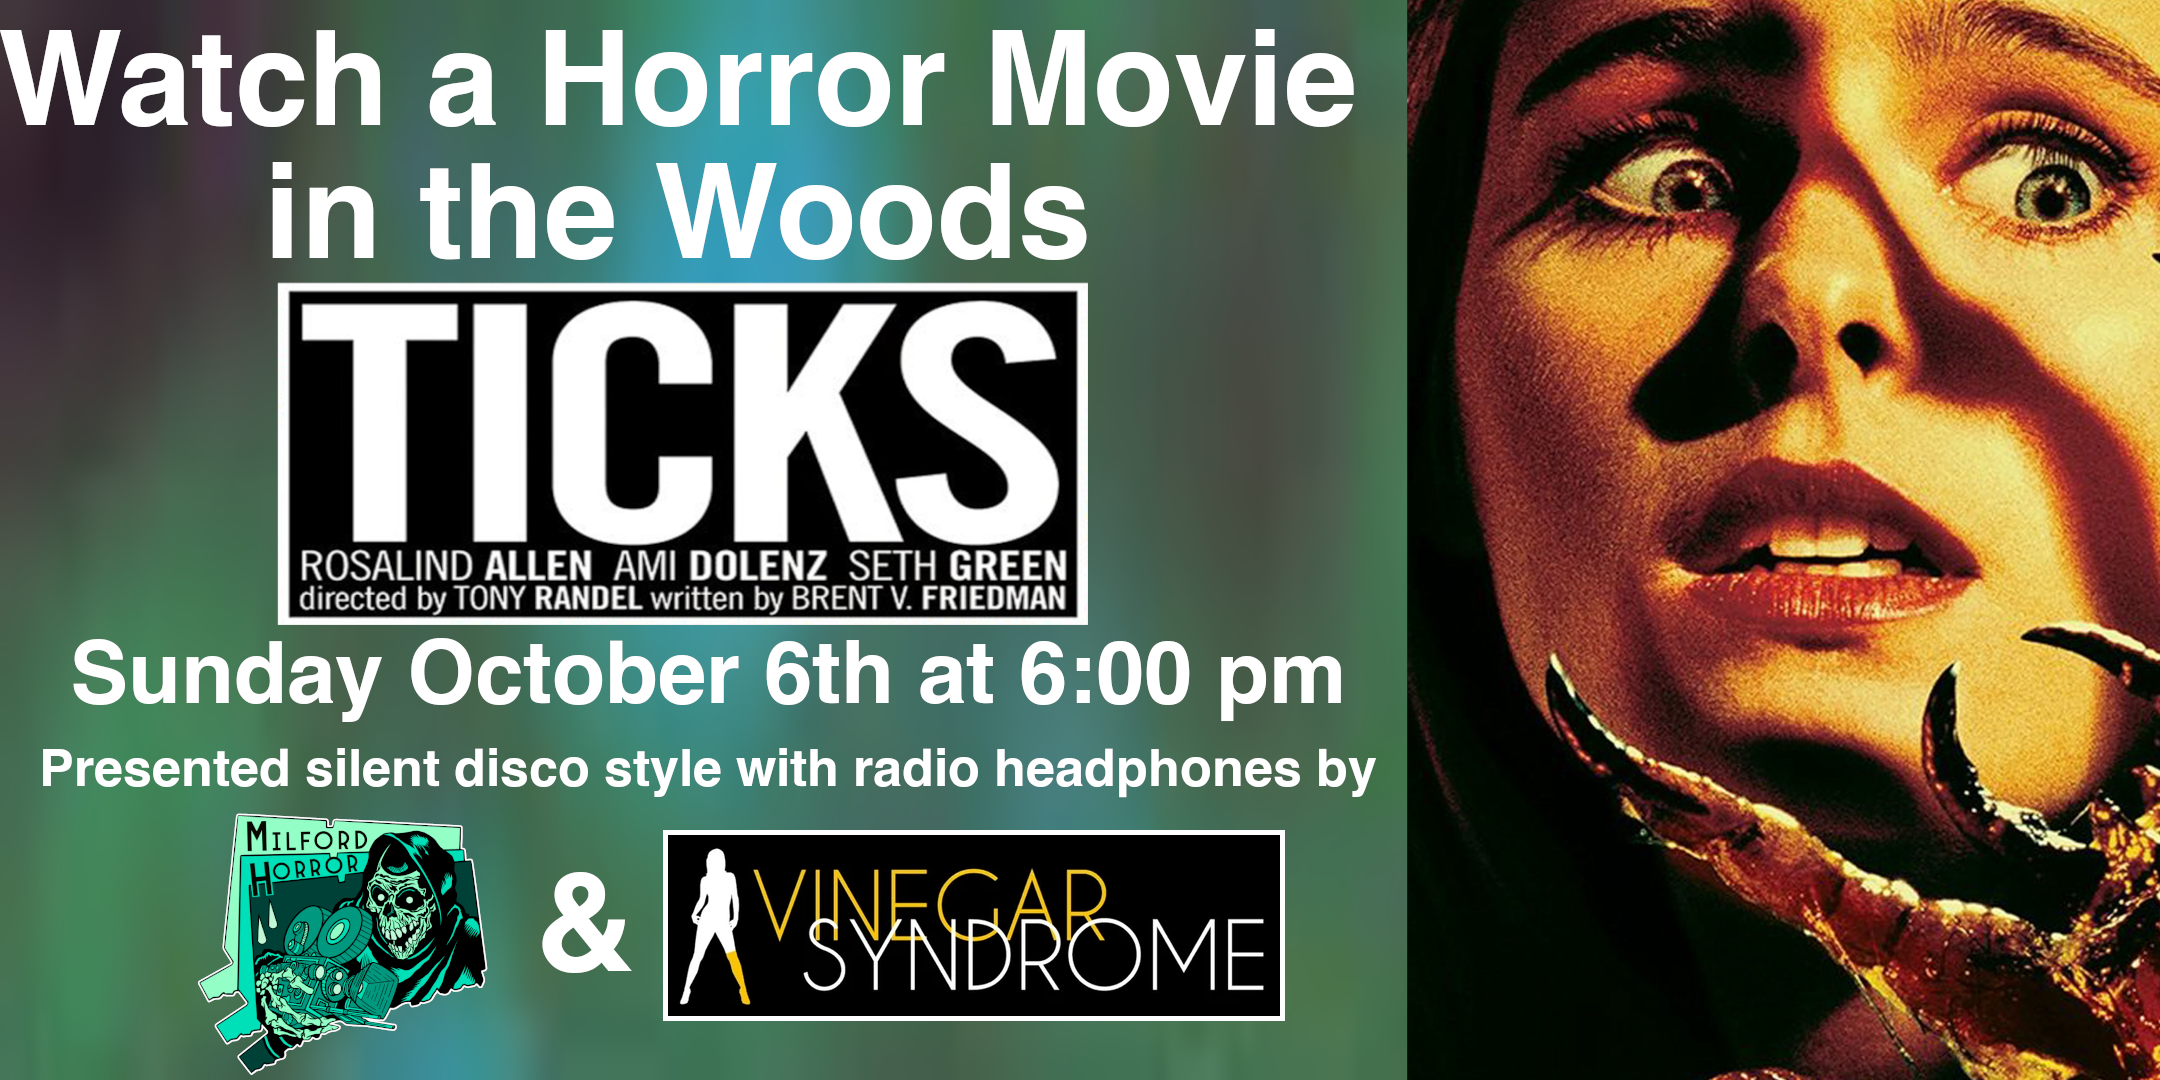 Watch a Horror Movie
in the Woods
TICKS
ROSALIND ALLEN AMI DOLENZ SETH GREEN
directed by TONY RANDEL written by BRENT V. FRIEDMAN
Sunday October 6th at 6:00 pm
Presented silent disco style with radio headphones by
MILFORD
HORROR
&
VINEGAR
SYNDROME